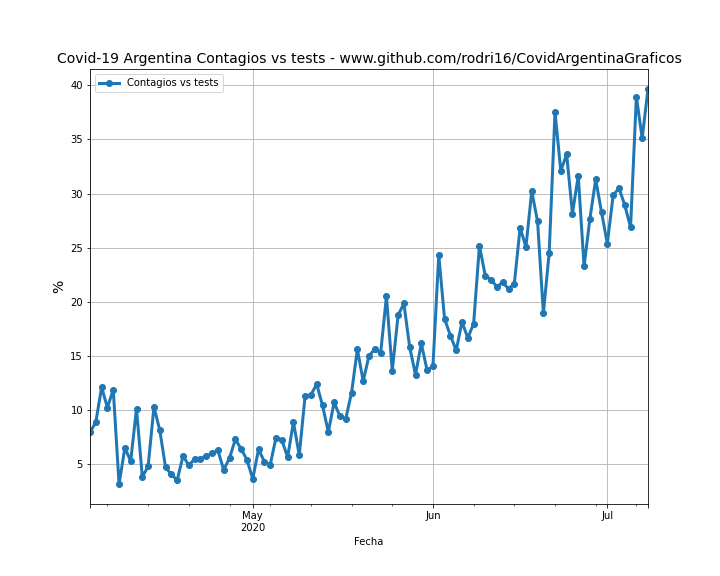 Covid-19 Argentina Contagios vs tests - www.github.com/rodri16/CovidArgentinaGraficos
Contagios vs tests
40
35
30
25
20
15
10
5
%
May
2020
Jun
Jul
Fecha